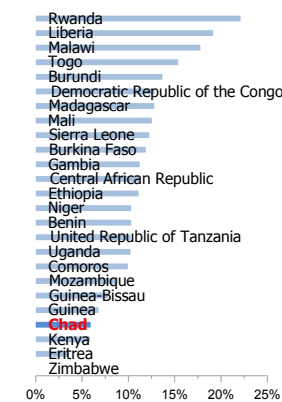 Rwanda
Liberia
Malawi
Togo
Burundi
Democratic Republic of the Congo
Madagascar
Mali
Sierra Leone
Burkina Faso
Gambia
Central African Republic
Ethiopia
Niger
Benin
United Republic of Tanzania
Uganda
Comoros
Mozambique
Guinea-Bissau
Guinea
Chad
Kenya
Eritrea
Zimbabwe
0% 5% 10% 15% 20% 25%